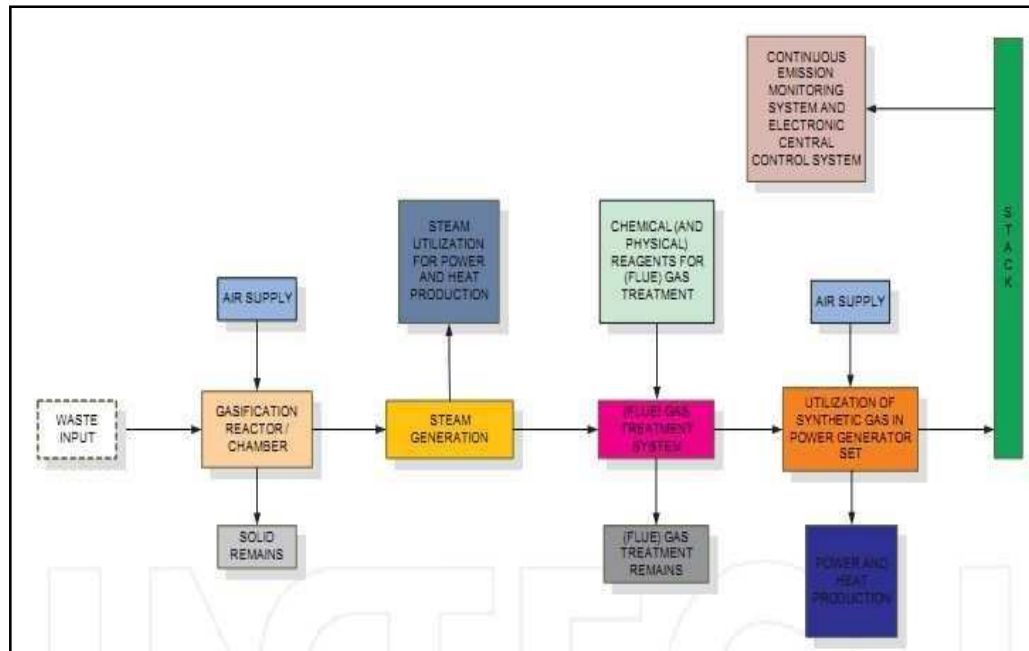 CONTINUOUS
EMISSION
MONITORING
SYSTEM AND
ELECTRONIC
CENTRAL
CONTROL SYSTEM
STACK
STEAM
UTILIZATION
FOR POWER
AND HEAT
PRODUCTION
CHEMICAL (AND
PHYSICAL)
REAGENTS FOR
(FLUE) GAS
TREATMENT
AIR SUPPLY
AIR SUPPLY
WASTE
INPUT
GASIFICATION
REACTOR /
CHAMBER
STEAM
GENERATION
(FLUE) GAS
TREATMENT
SYSTEM
UTILIZATION OF
SYNTHETIC GAS IN
POWER GENERATOR
SET
SOLID
REMAINS
(FLUE) GAS
TREATMENT
REMAINS
POWER AND
HEAT
PRODUCTION